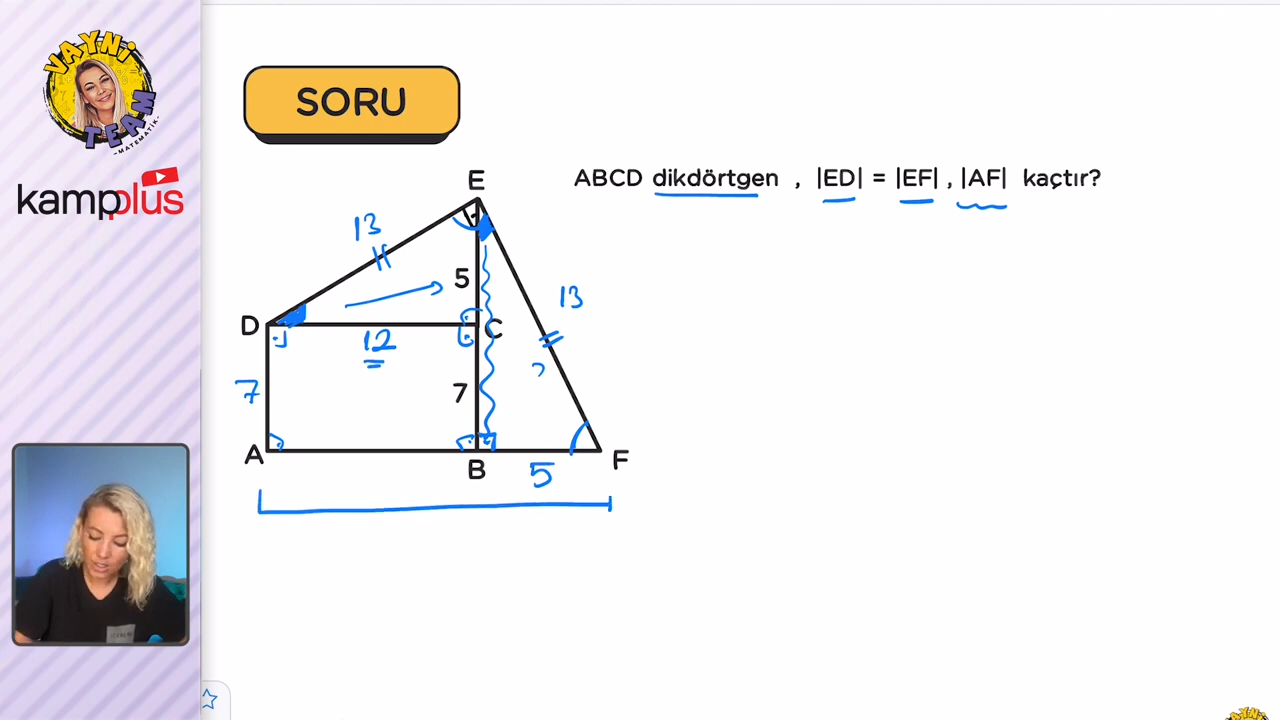 VAYNİ
TEAM
-MATEMATİK-
kampplus
SORU
ABCD dikdörtgen , |ED| = |EF| , |AF| kaçtır?
E
13
5
13
D
C
12
7
7
A
B
5
F